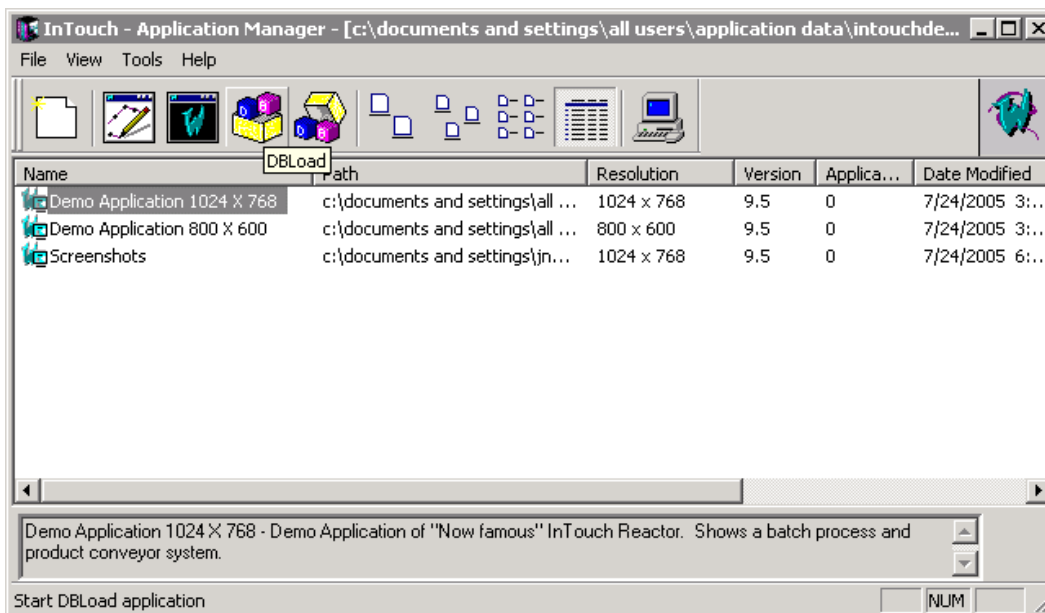 InTouch - Application Manager - [c:\documents and settings\all users\application data\intouchde...
File View Tools Help
DBLoad
Name Path Resolution Version Applica... Date Modified
Demo Application 1024 X 768 c:\documents and settings\all ... 1024 x 768 9.5 0 7/24/2005 3:..
Demo Application 800 X 600 c:\documents and settings\all ... 800 x 600 9.5 0 7/24/2005 3:..
Screenshots c:\documents and settings\jn... 1024 x 768 9.5 0 7/24/2005 6:..
Demo Application 1024 X 768 - Demo Application of "Now famous" InTouch Reactor. Shows a batch process and
product conveyor system.
Start DBLoad application NUM